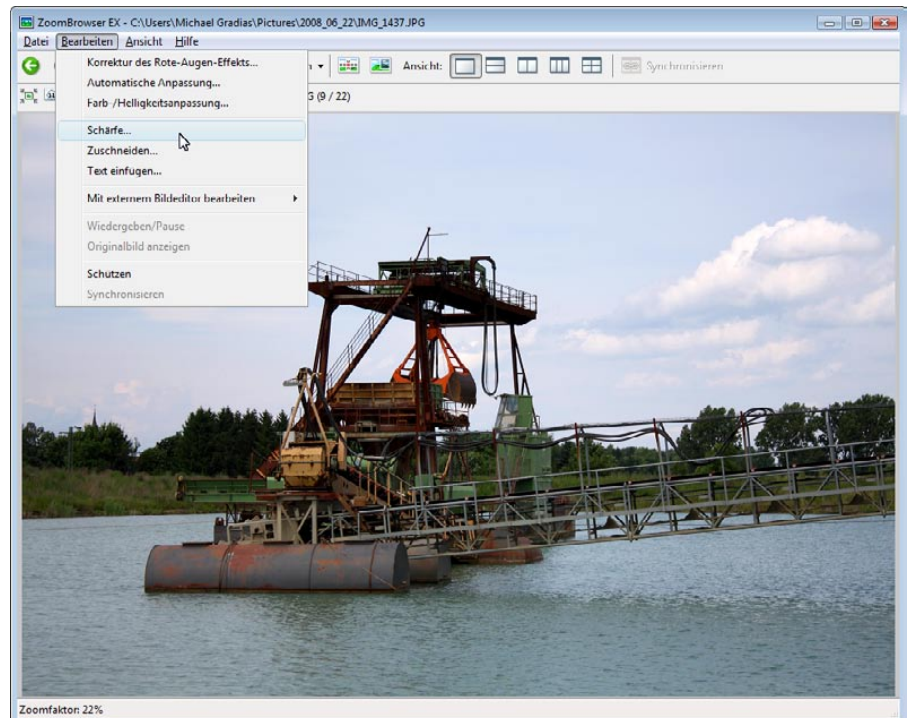 ZoomBrowser EX - C:\Users\Michael Gradias\Pictures\2008_06_22\IMG_1437.JPG
Datei Bearbeiten Ansicht Hilfe
Korrektur des Rote-Augen-Effekts...
Ansicht:
Synchronisieren
Automatische Anpassung...
Farb-/Helligkeitsanpassung...
G (9 / 22)
Schärfe...
Zuschneiden...
Text einfügen...
Mit externem Bildeditor bearbeiten
Wiedergeben/Pause
Originalbild anzeigen
Schützen
Synchronisieren
Zoomfaktor: 22%